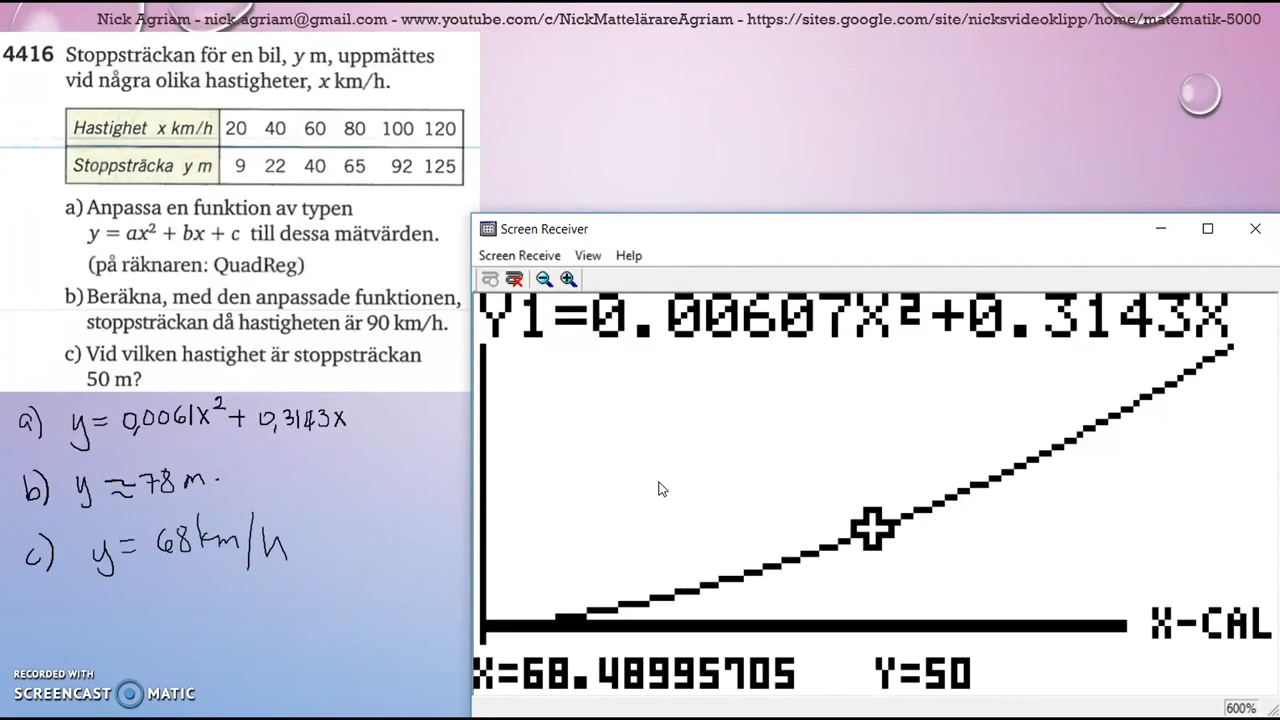 Nick Agriam - nick agriam@gmail.com - www.youtube.com/c/NickMattelärareAgriam - https://sites.google.com/site/nicksvideoklipp/home/matematik-5000
4416 Stoppsträckan för en bil, y m, uppmättes
vid några olika hastigheter, x km/h.
Hastighet x km/h 20 40 60 80 100 120
Stoppsträcka y m 9 22 40 65 92 125
a) Anpassa en funktion av typen
y = ax² + bx + c till dessa mätvärden.
(på räknaren: QuadReg)
b) Beräkna, med den anpassade funktionen,
stoppsträckan då hastigheten är 90 km/h.
c) Vid vilken hastighet är stoppsträckan
50 m?
a) y = 0,0061x² + 0,3143x
b) y ≈ 78 m.
c) y = 68 km/h
Screen Receiver
Screen Receive View Help
Y1=0.00607X²+0.3143X
X-CAL
X=68.48995705 Y=50
600%
RECORDED WITH
SCREENCAST MATIC